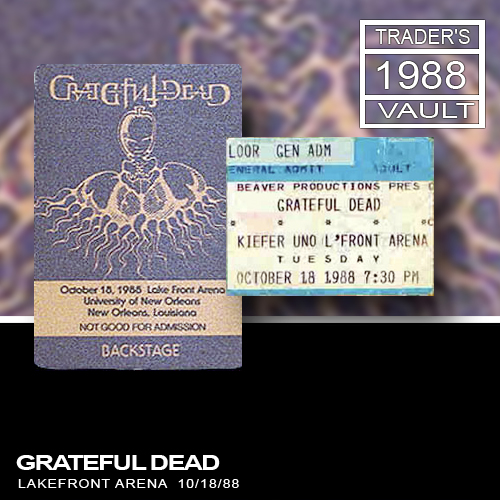 TRADER'S
1988
VAULT
GRATEFUL DEAD
October 18, 1988 Lake Front Arena
University of New Orleans
New Orleans, Louisiana
NOT GOOD FOR ADMISSION
BACKSTAGE
LOOR GEN ADM
ENERAL ADMIT ADULT
BEAVER PRODUCTIONS PRES
GRATEFUL DEAD
KIEFER UNO L'FRONT ARENA
TUESDAY
OCTOBER 18 1988 7:30 PM
GRATEFUL DEAD
LAKEFRONT ARENA 10/18/88